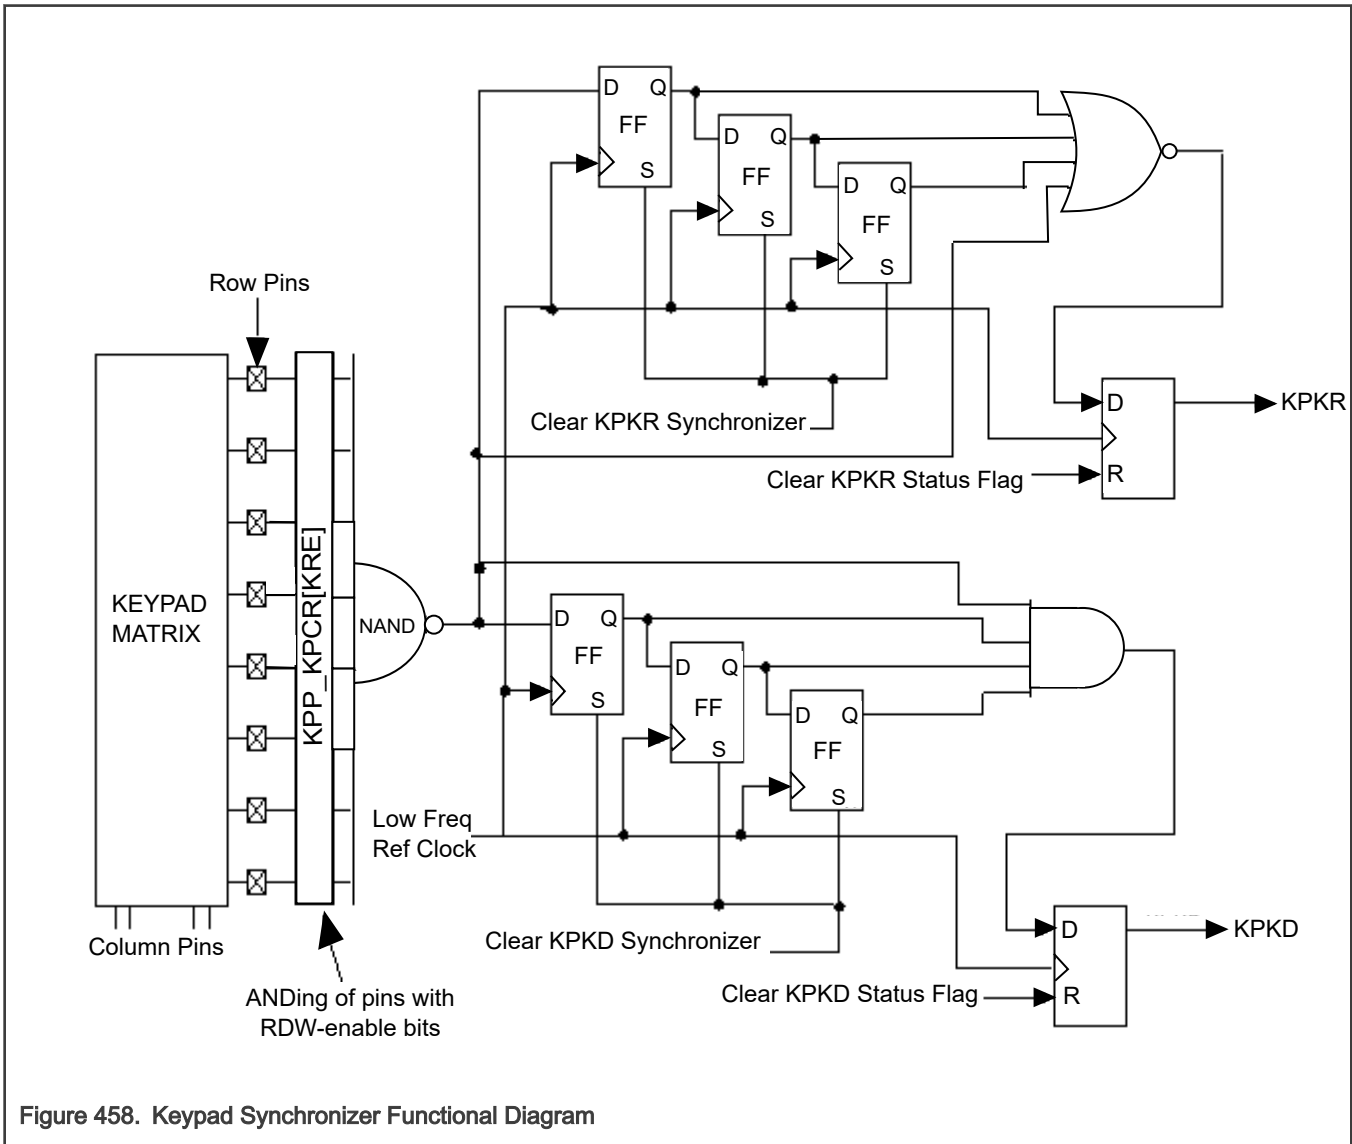 D Q
FF
S
D Q
FF
S
D Q
FF
S
Row Pins
Clear KPKR Synchronizer
D
R
KPKR
Clear KPKR Status Flag
KEYPAD
MATRIX
KPP_KPCR[KRE]
NAND
D Q
FF
S
D Q
FF
S
D Q
FF
S
Low Freq
Ref Clock
Column Pins
Clear KPKD Synchronizer
D
R
KPKD
Clear KPKD Status Flag
ANDing of pins with
RDW-enable bits
Figure 458. Keypad Synchronizer Functional Diagram